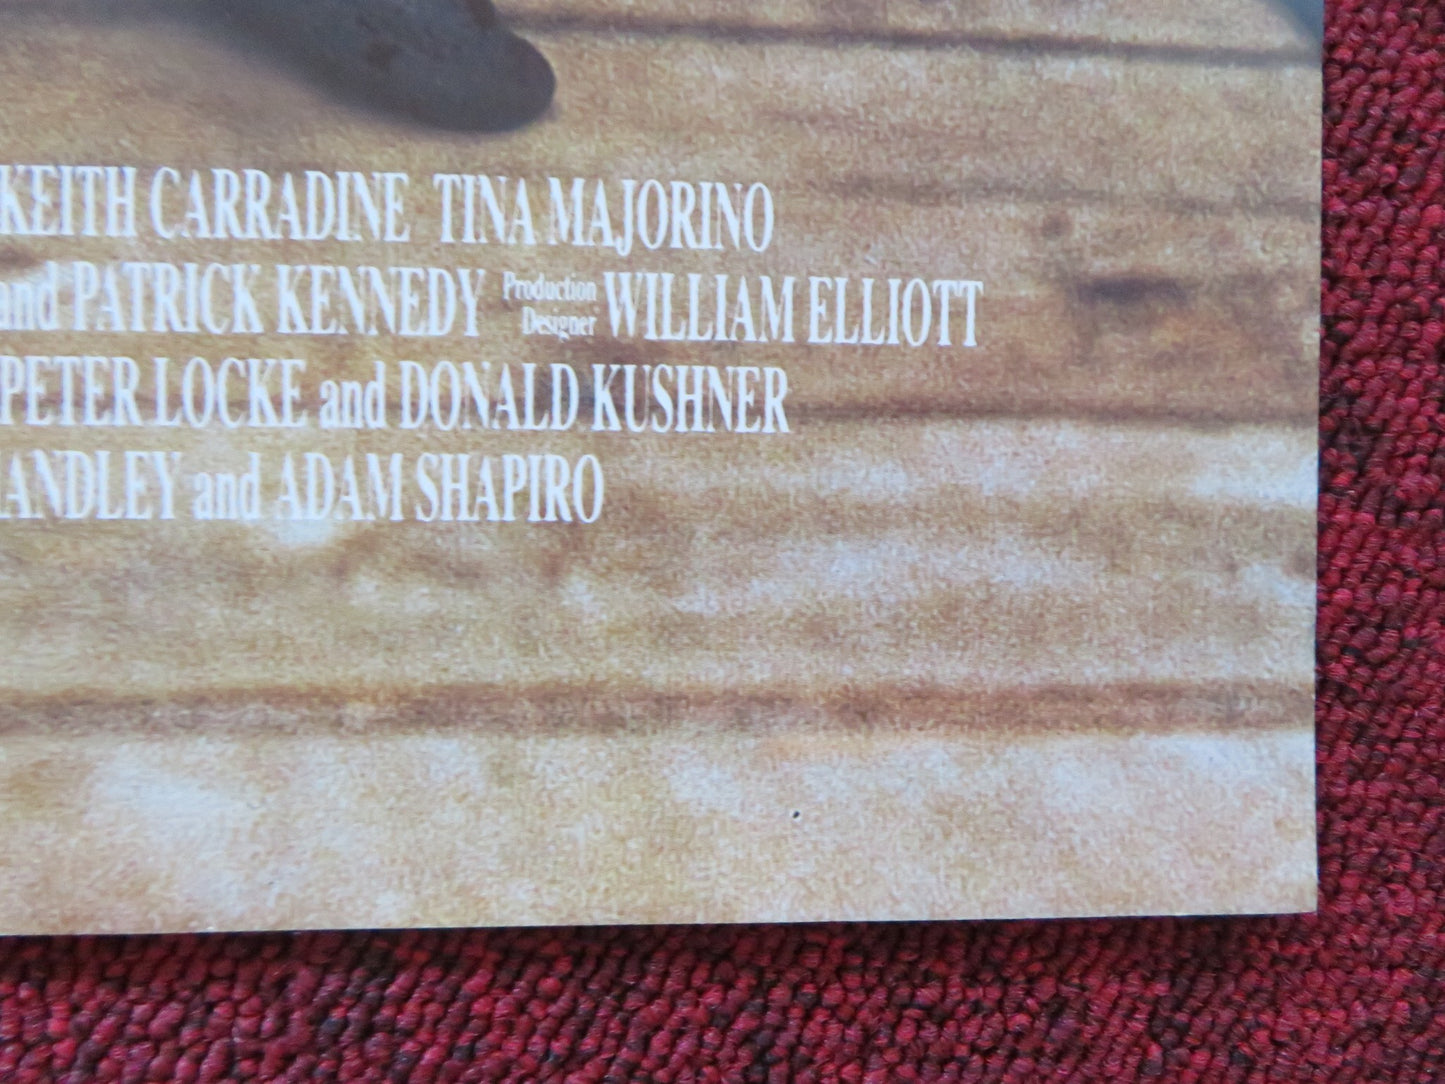 KEITH CARRADINE TINA MAJORINO
and PATRICK KENNEDY Production Designer WILLIAM ELLIOTT
PETER LOCKE and DONALD KUSHNER
ANDLEY and ADAM SHAPIRO